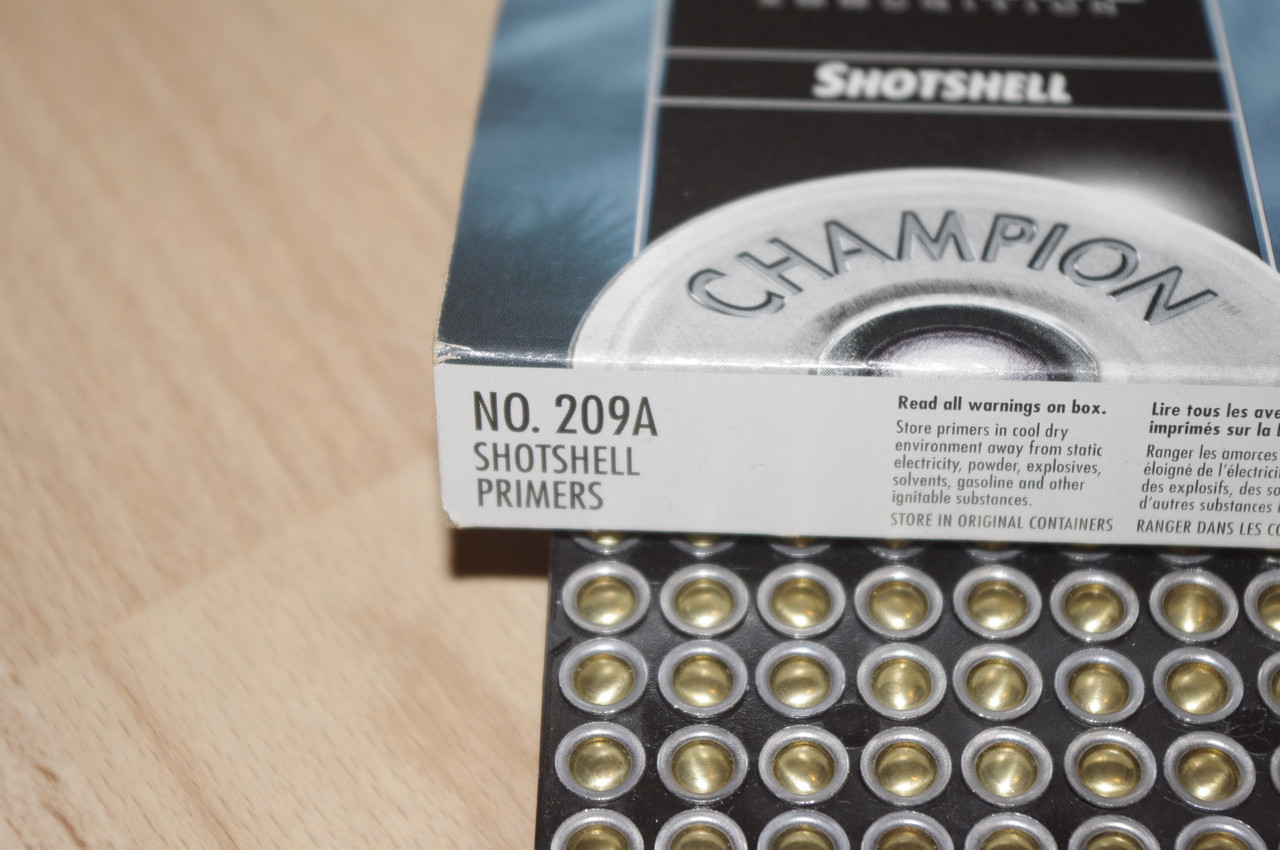 AMMUNITION
SHOTSHELL
CHAMPION™
NO. 209A
SHOTSHELL
PRIMERS
Read all warnings on box.
Store primers in cool dry
environment away from static
electricity, powder, explosives,
solvents, gasoline and other
ignitable substances.
STORE IN ORIGINAL CONTAINERS
Lire tous les
imprimés sur la
Ranger les amorces
éloigné de
des explosifs, des
d'autres substances
RANGER DANS LES